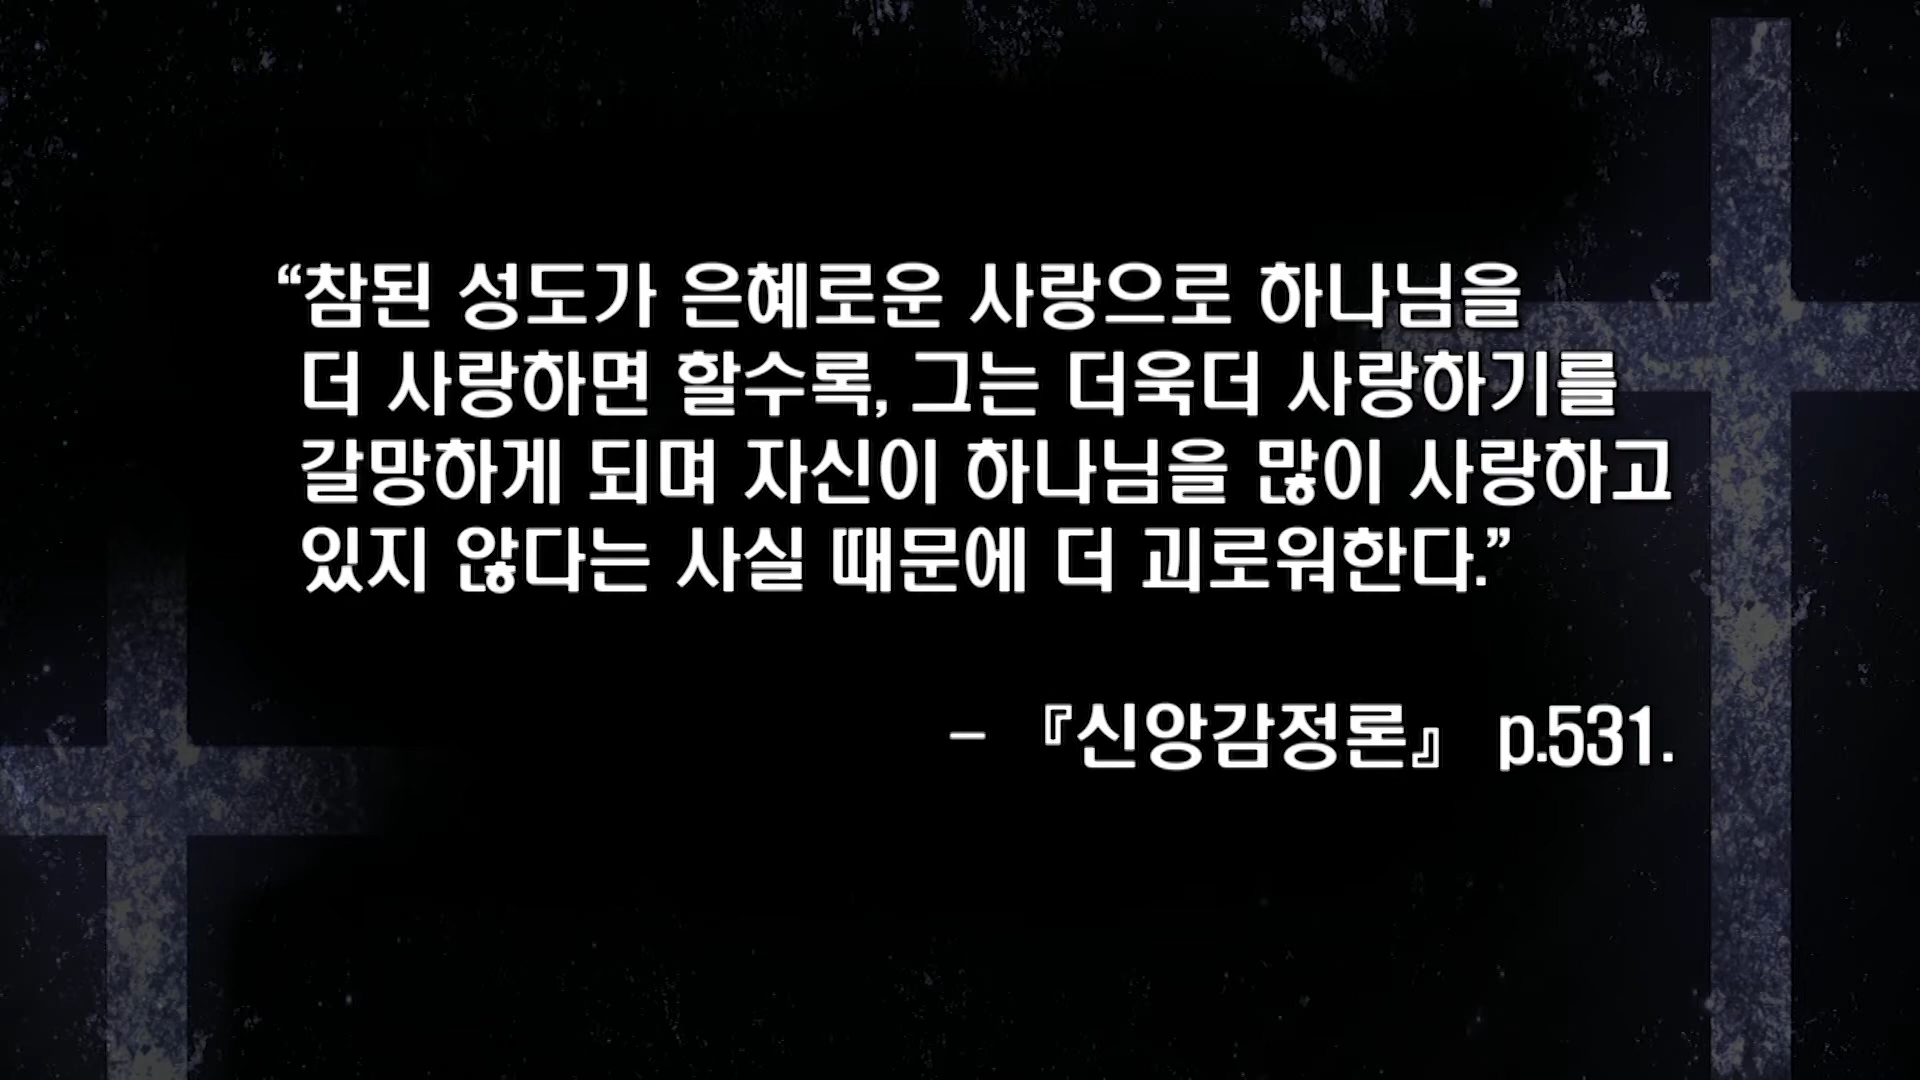 “참된 성도가 은혜로운 사랑으로 하나님을
더 사랑하면 할수록, 그는 더욱더 사랑하기를
갈망하게 되며 자신이 하나님을 많이 사랑하고
있지 않다는 사실 때문에 더 괴로워한다.”
- 『신앙감정론』 p.531.